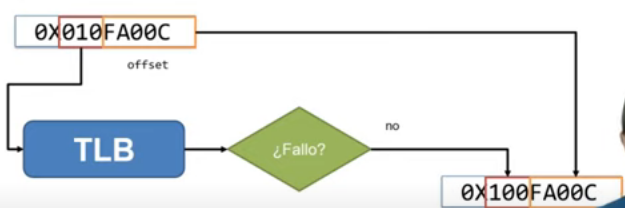 0X010FA00C
offset
TLB
¿Fallo?
no
0X100FA00C